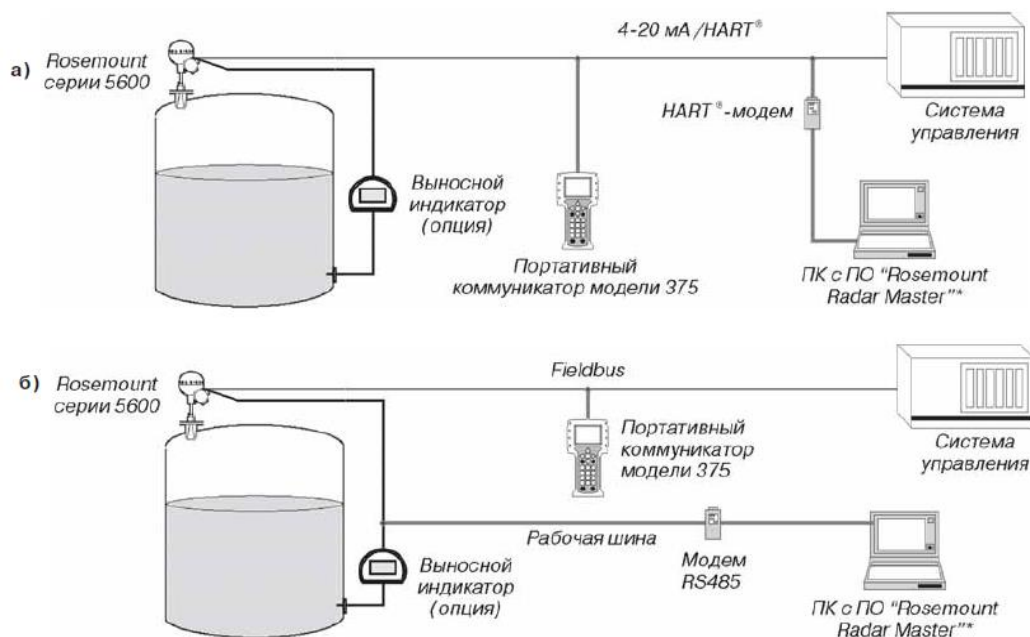 а)
Rosemount
серии 5600
4-20 мА/HART®
HART®-модем
Система
управления
Выносной
индикатор
(опция)
Портативный
коммуникатор модели 375
ПК с ПО “Rosemount
Radar Master”*
б)
Rosemount
серии 5600
Fieldbus
Портативный
коммуникатор
модели 375
Система
управления
Рабочая шина
Модем
RS485
Выносной
индикатор
(опция)
ПК с ПО “Rosemount
Radar Master”*